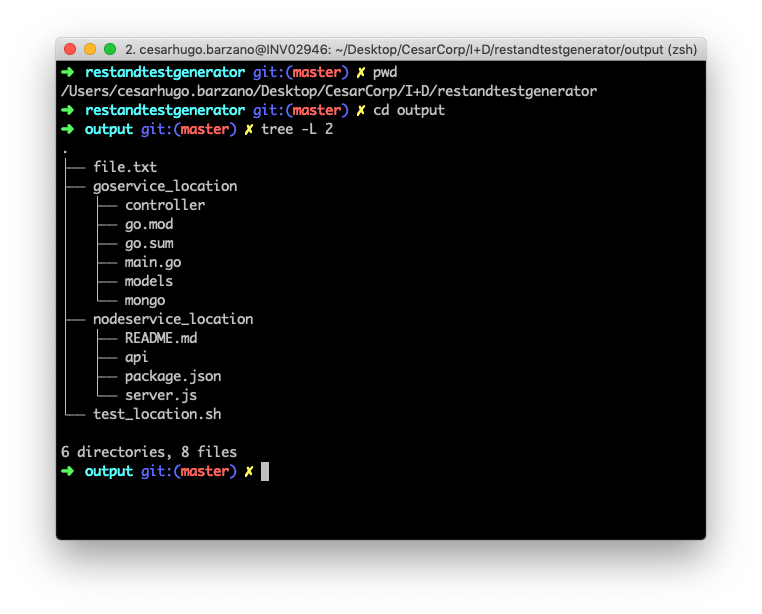 2. cesarhugo.barzano@INV02946: ~/Desktop/CesarCorp/I+D/restandtestgenerator/output (zsh)
➜ restandtestgenerator git:(master) ✗ pwd
/Users/cesarhugo.barzano/Desktop/CesarCorp/I+D/restandtestgenerator
➜ restandtestgenerator git:(master) ✗ cd output
➜ output git:(master) ✗ tree -L 2
.
├── file.txt
├── goservice_location
│   ├── controller
│   ├── go.mod
│   ├── go.sum
│   ├── main.go
│   ├── models
│   └── mongo
├── nodeservice_location
│   ├── README.md
│   ├── api
│   ├── package.json
│   └── server.js
└── test_location.sh
6 directories, 8 files
➜ output git:(master) ✗